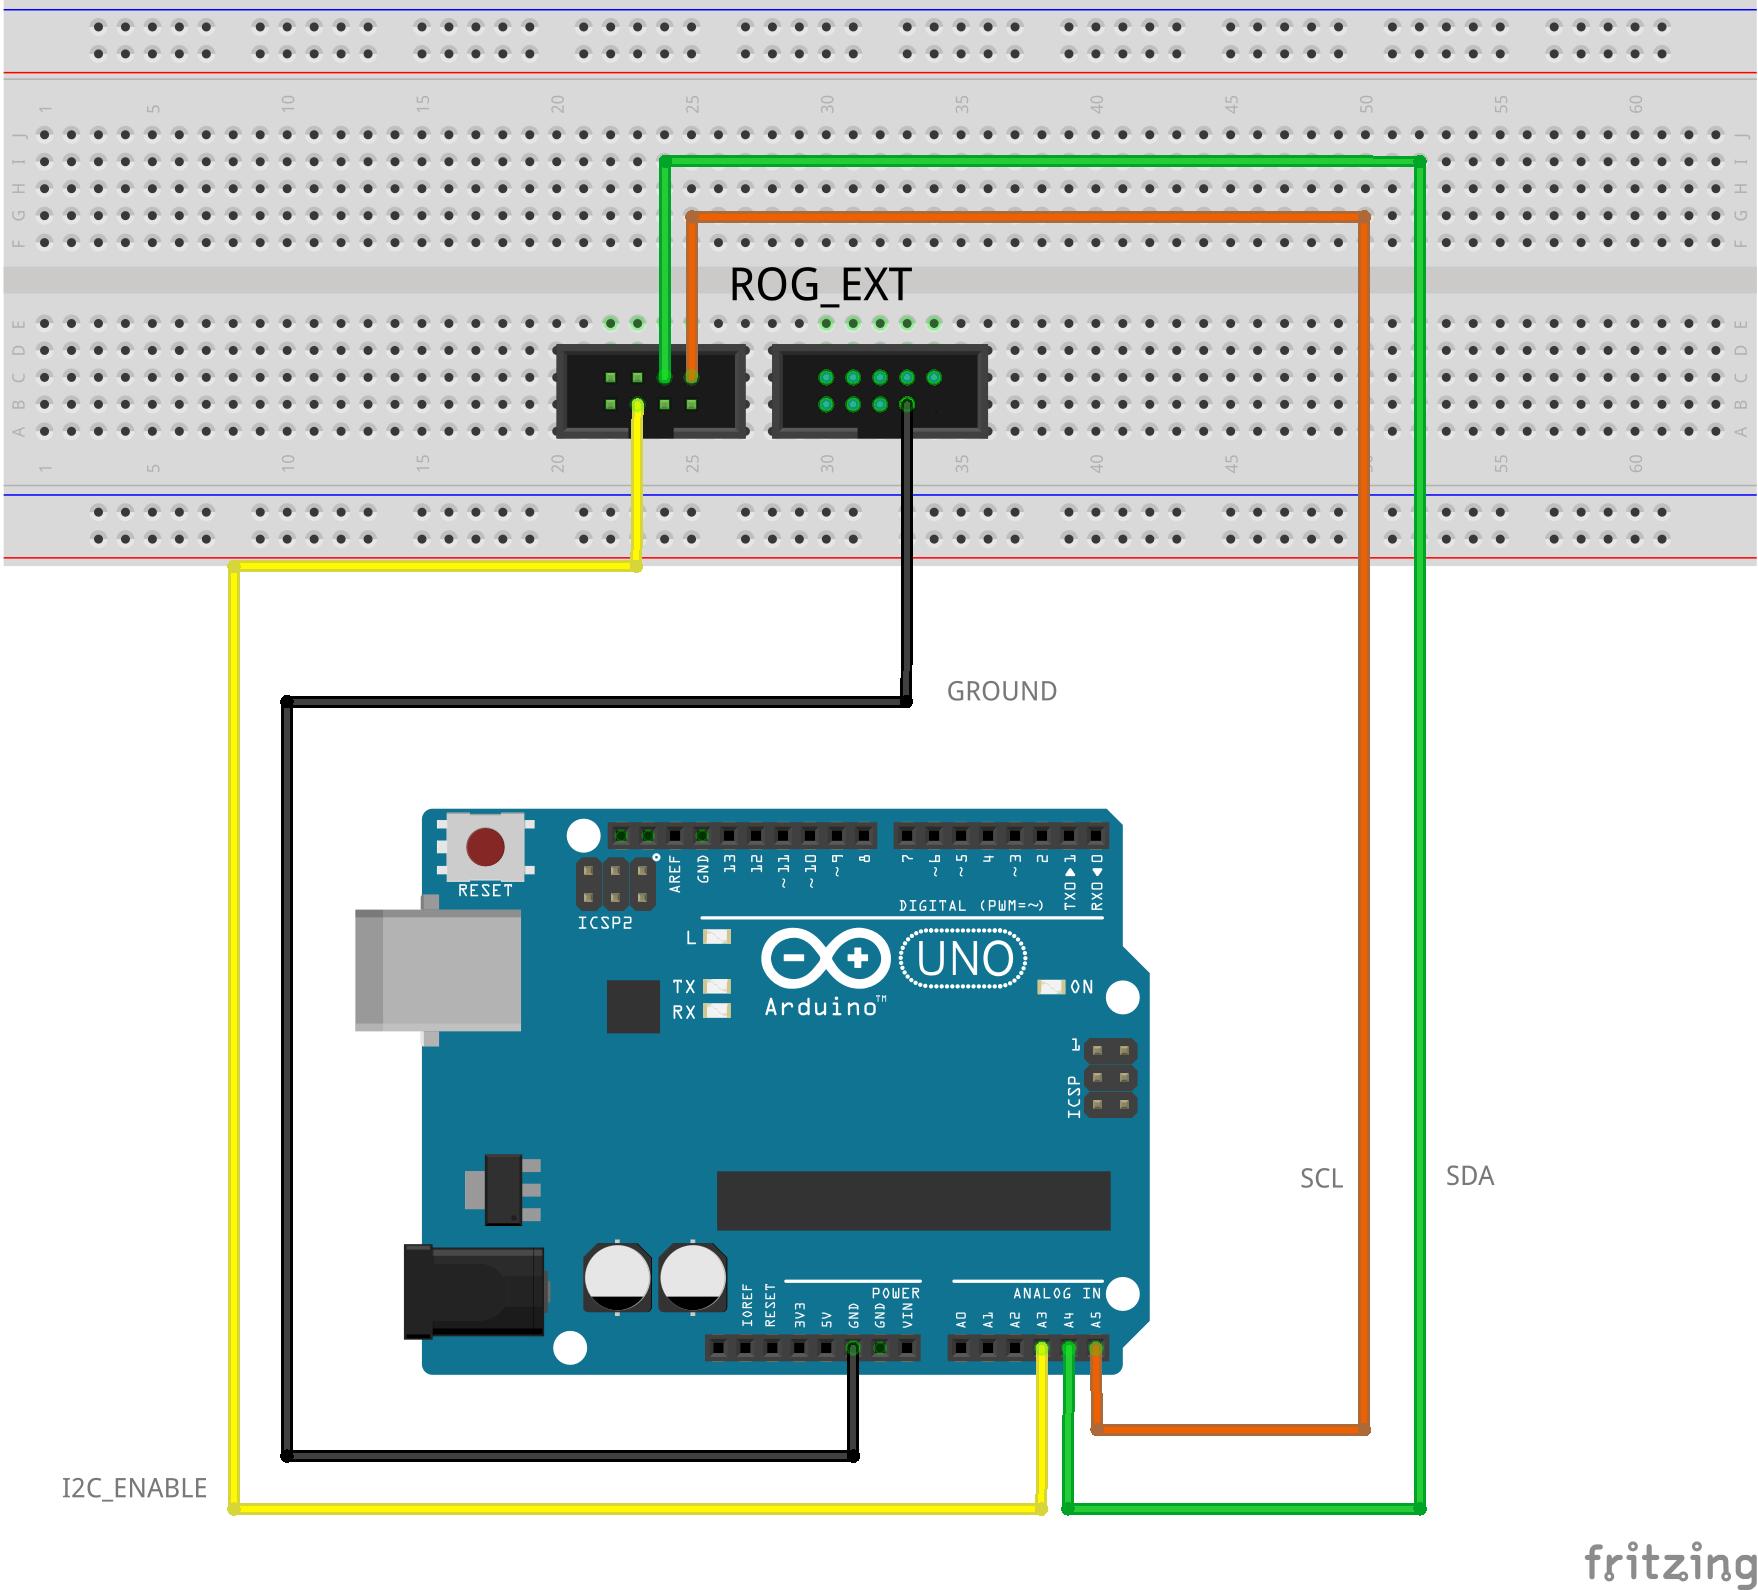 1 5 10 15 20 25 30 35 40 45 50 55 60
J J
I I
H H
G G
F F
ROG_EXT
E E
D D
C C
B B
A A
1 5 10 15 20 25 30 35 40 45 50 55 60
GROUND
RESET
AREF GND 13 12 ~11 ~10 ~9 8 7 ~6 ~5 4 ~3 2 TX0 1 RX0 0
ICSP2
DIGITAL (PWM=~)
L
UNO
TX
ON
RX
Arduino™
1
ICSP
SCL
SDA
POWER
ANALOG IN
IOREF RESET 3V3 5V GND GND VIN A0 A1 A2 A3 A4 A5
I2C_ENABLE
fritzing